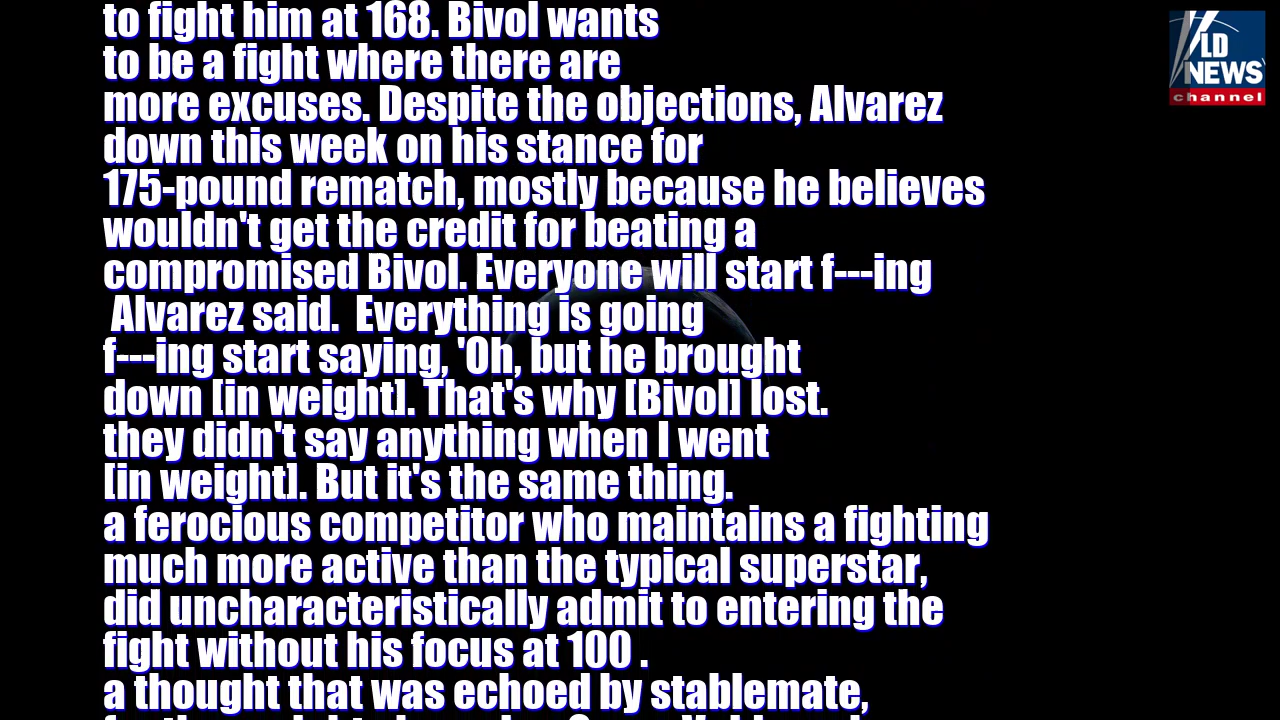 to fight him at 168. Bivol wants
to be a fight where there are
more excuses. Despite the objections, Alvarez
down this week on his stance for
175-pound rematch, mostly because he believes
wouldn't get the credit for beating a
compromised Bivol. Everyone will start f---ing
Alvarez said.  Everything is going
f---ing start saying, 'Oh, but he brought
down [in weight]. That's why [Bivol] lost.
they didn't say anything when I went
[in weight]. But it's the same thing.
a ferocious competitor who maintains a fighting
much more active than the typical superstar,
did uncharacteristically admit to entering the
fight without his focus at 100 .
a thought that was echoed by stablemate,
LD
NEWS
channel